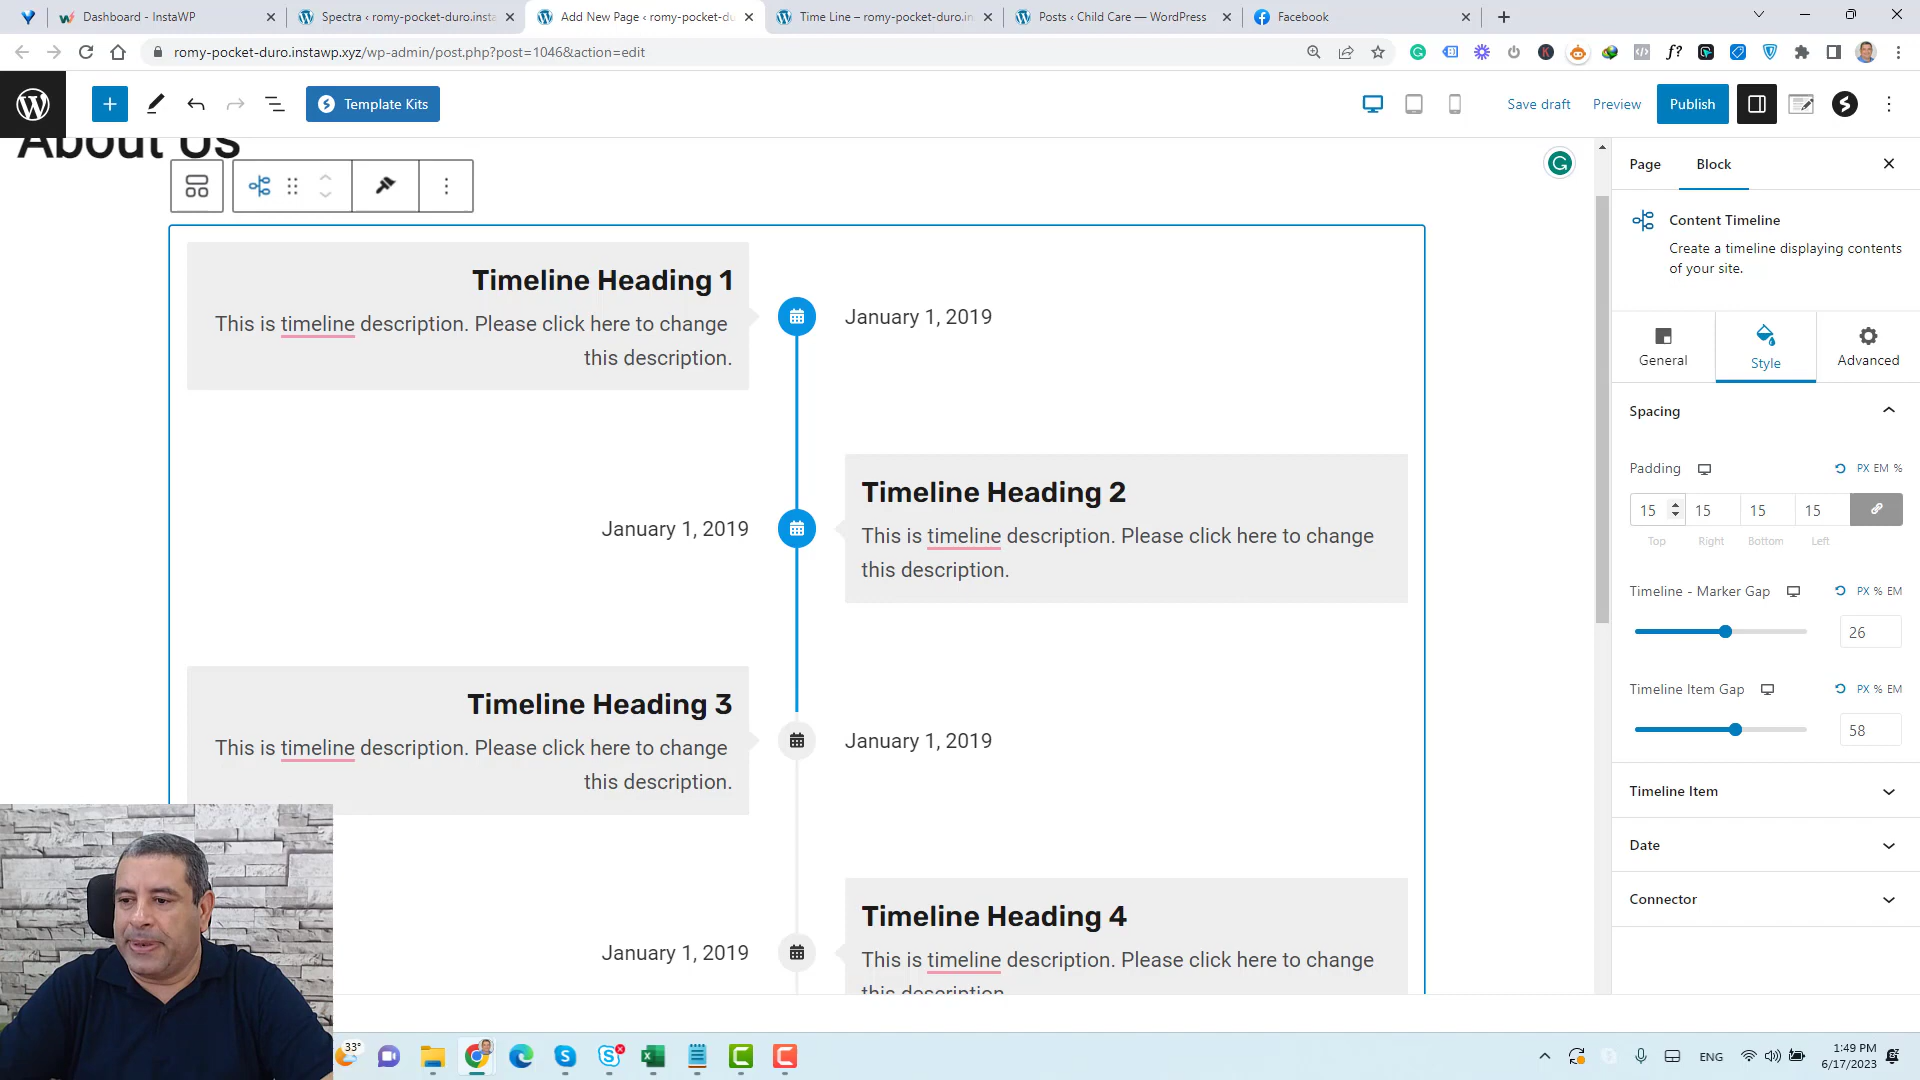 Dashboard - InstaWP
Spectra ‹ romy-pocket-duro.insta
Add New Page ‹ romy-pocket-du
Time Line – romy-pocket-duro.in
Posts ‹ Child Care — WordPress
Facebook
romy-pocket-duro.instawp.xyz/wp-admin/post.php?post=1046&action=edit
Template Kits
Save draft
Preview
Publish
About Us
Page
Block
Content Timeline
Create a timeline displaying contents
of your site.
General
Style
Advanced
Spacing
Padding
PX EM %
15
15
15
15
Top
Right
Bottom
Left
Timeline - Marker Gap
PX % EM
26
Timeline Item Gap
PX % EM
58
Timeline Item
Date
Connector
Timeline Heading 1
This is timeline description. Please click here to change
this description.
January 1, 2019
January 1, 2019
Timeline Heading 2
This is timeline description. Please click here to change
this description.
Timeline Heading 3
This is timeline description. Please click here to change
this description.
January 1, 2019
January 1, 2019
Timeline Heading 4
This is timeline description. Please click here to change
this description.
33°
ENG
1:49 PM
6/17/2023